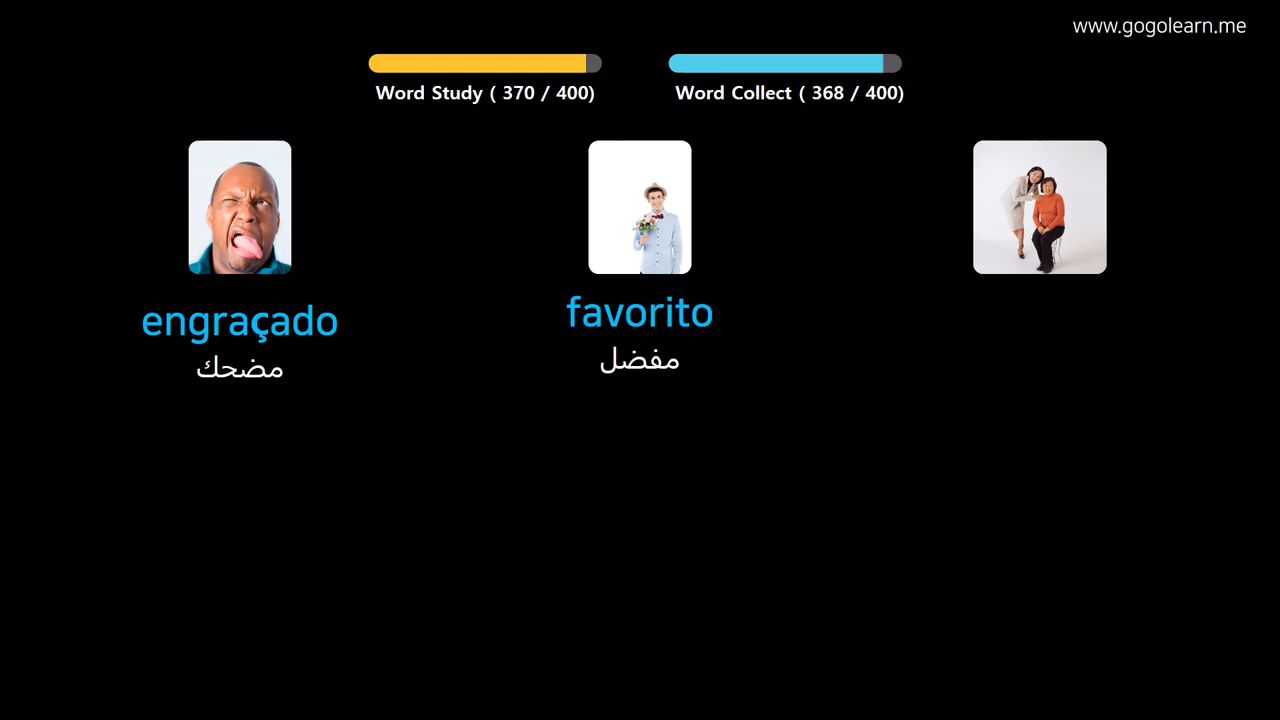 www.gogolearn.me
Word Study ( 370 / 400)
Word Collect ( 368 / 400)
engraçado
مضحك
favorito
مفضل